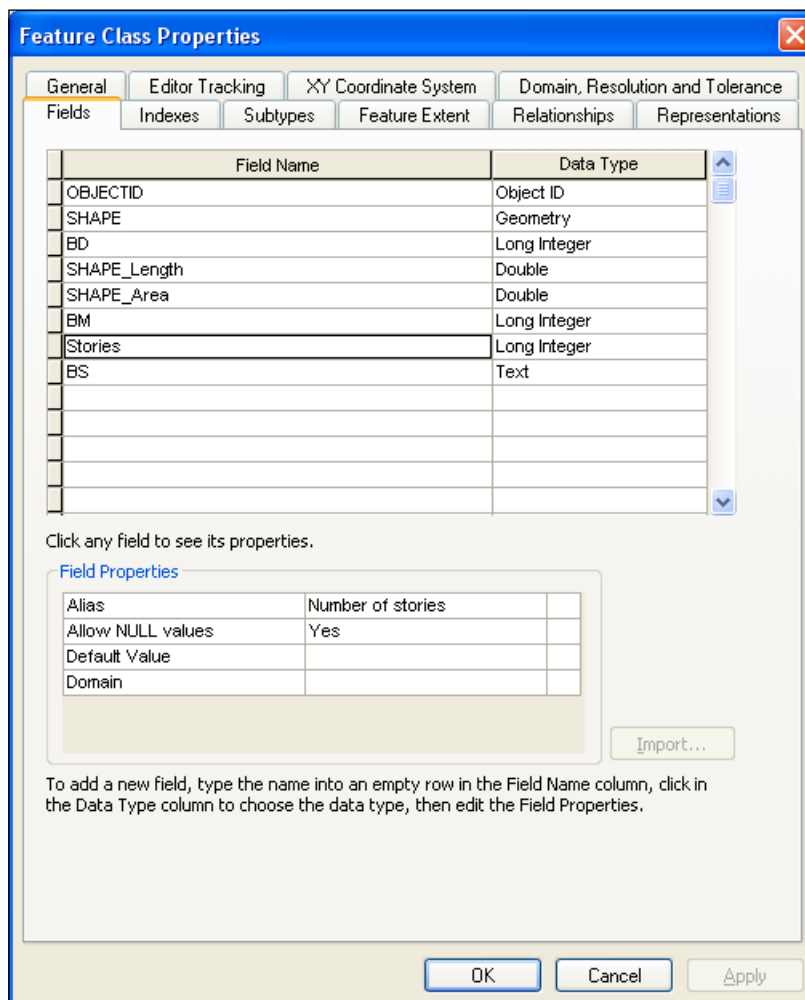 Feature Class Properties
General Editor Tracking XY Coordinate System Domain, Resolution and Tolerance
Fields Indexes Subtypes Feature Extent Relationships Representations
Field Name Data Type
OBJECTID Object ID
SHAPE Geometry
BD Long Integer
SHAPE_Length Double
SHAPE_Area Double
BM Long Integer
Stories Long Integer
BS Text
Click any field to see its properties.
Field Properties
Alias Number of stories
Allow NULL values Yes
Default Value
Domain
Import...
To add a new field, type the name into an empty row in the Field Name column, click in
the Data Type column to choose the data type, then edit the Field Properties.
OK Cancel Apply